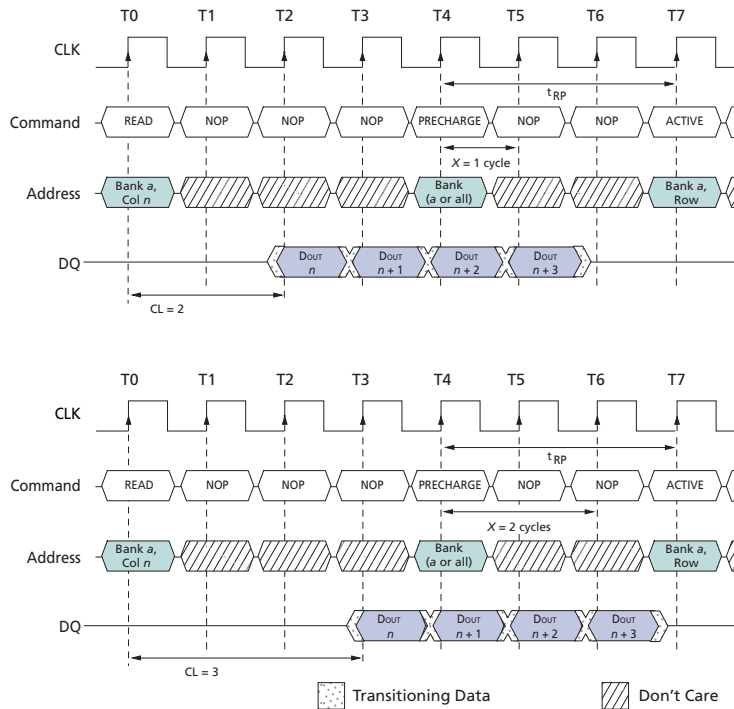 T0 T1 T2 T3 T4 T5 T6 T7
CLK
tRP
Command READ NOP NOP NOP PRECHARGE NOP NOP ACTIVE
X = 1 cycle
Address Bank a, Col n Bank (a or all) Bank a, Row
DQ DOUT n DOUT n + 1 DOUT n + 2 DOUT n + 3
CL = 2
T0 T1 T2 T3 T4 T5 T6 T7
CLK
tRP
Command READ NOP NOP NOP PRECHARGE NOP NOP ACTIVE
X = 2 cycles
Address Bank a, Col n Bank (a or all) Bank a, Row
DQ DOUT n DOUT n + 1 DOUT n + 2 DOUT n + 3
CL = 3
Transitioning Data Don't Care